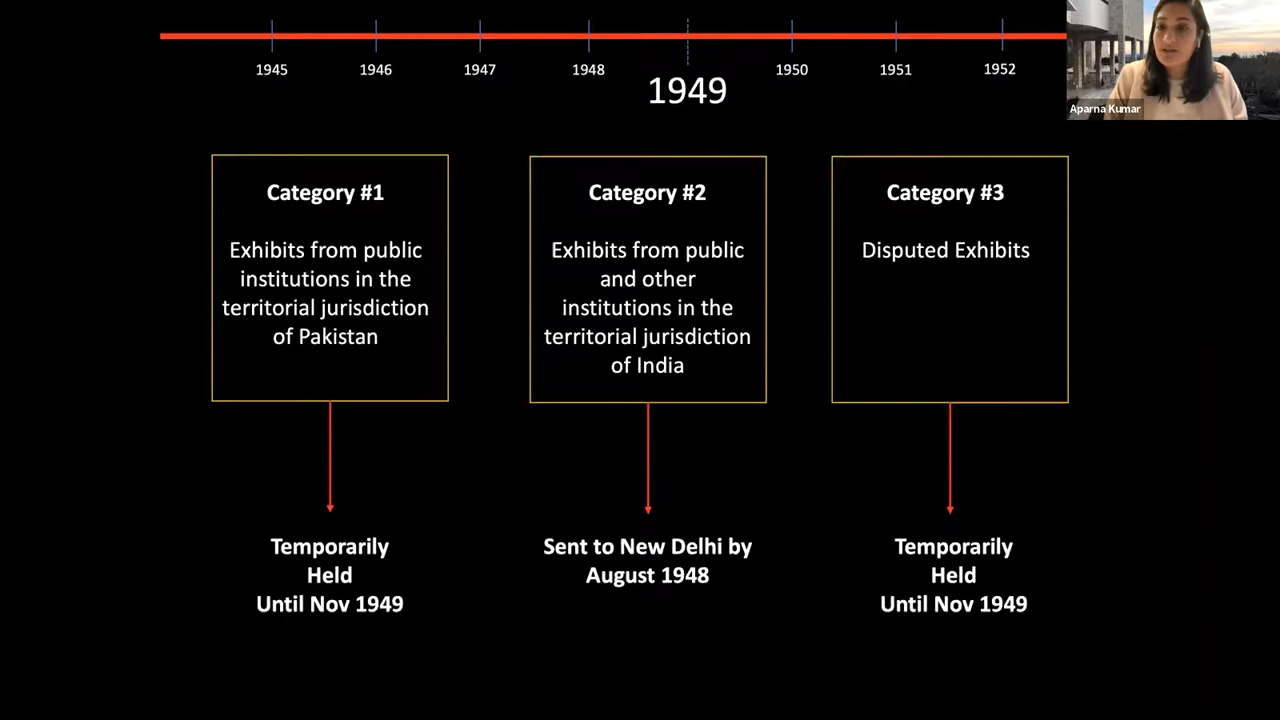 1945 1946 1947 1948 1949 1950 1951 1952
Aparna Kumar
Category #1
Exhibits from public
institutions in the
territorial jurisdiction
of Pakistan
Category #2
Exhibits from public
and other
institutions in the
territorial jurisdiction
of India
Category #3
Disputed Exhibits
Temporarily
Held
Until Nov 1949
Sent to New Delhi by
August 1948
Temporarily
Held
Until Nov 1949